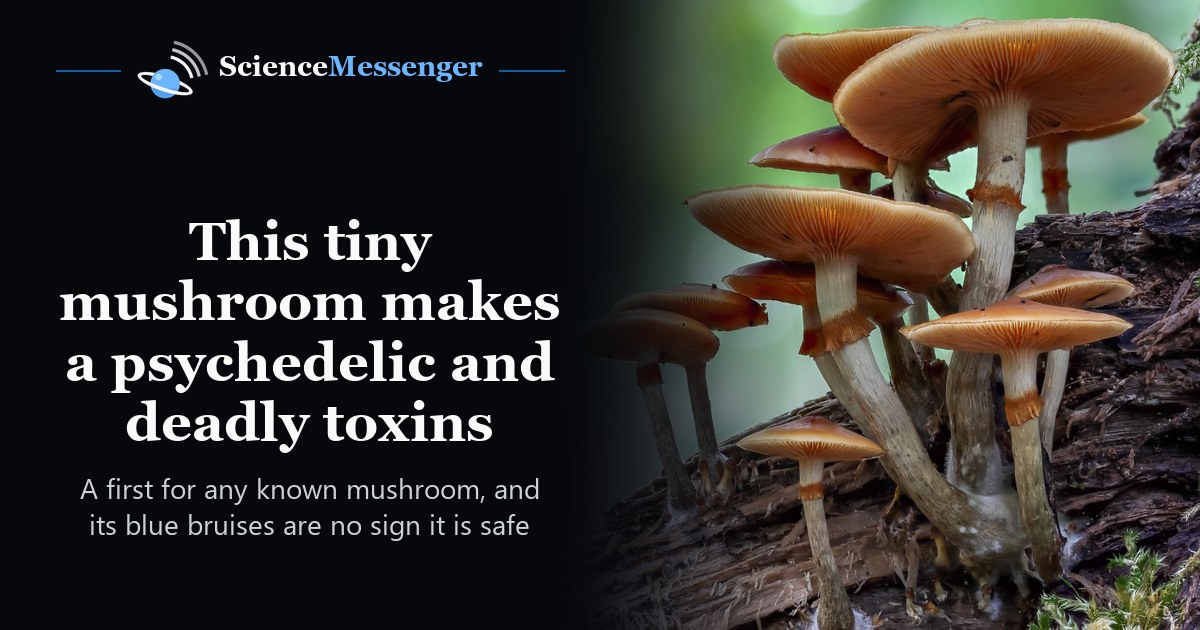 ScienceMessenger
This tiny
mushroom makes
a psychedelic and
deadly toxins
A first for any known mushroom, and
its blue bruises are no sign it is safe